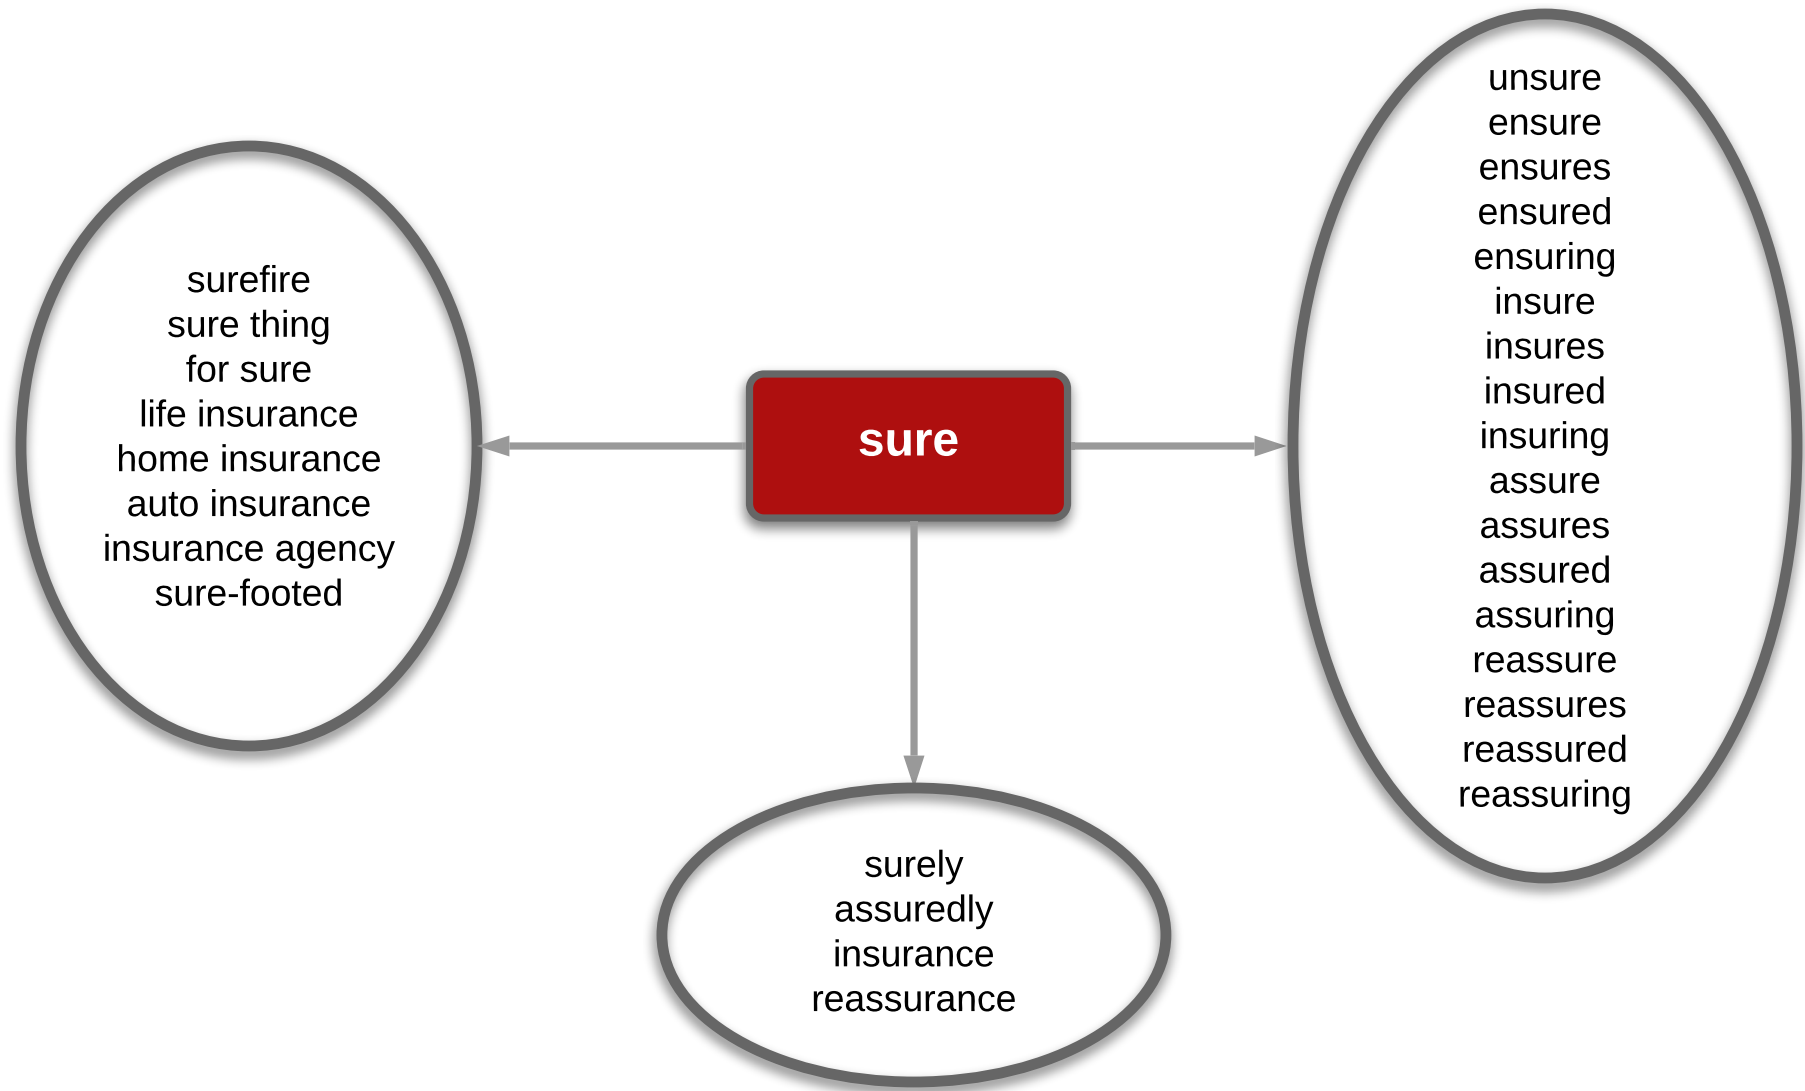 surefire
sure thing
for sure
life insurance
home insurance
auto insurance
insurance agency
sure-footed
sure
unsure
ensure
ensures
ensured
ensuring
insure
insures
insured
insuring
assure
assures
assured
assuring
reassure
reassures
reassured
reassuring
surely
assuredly
insurance
reassurance